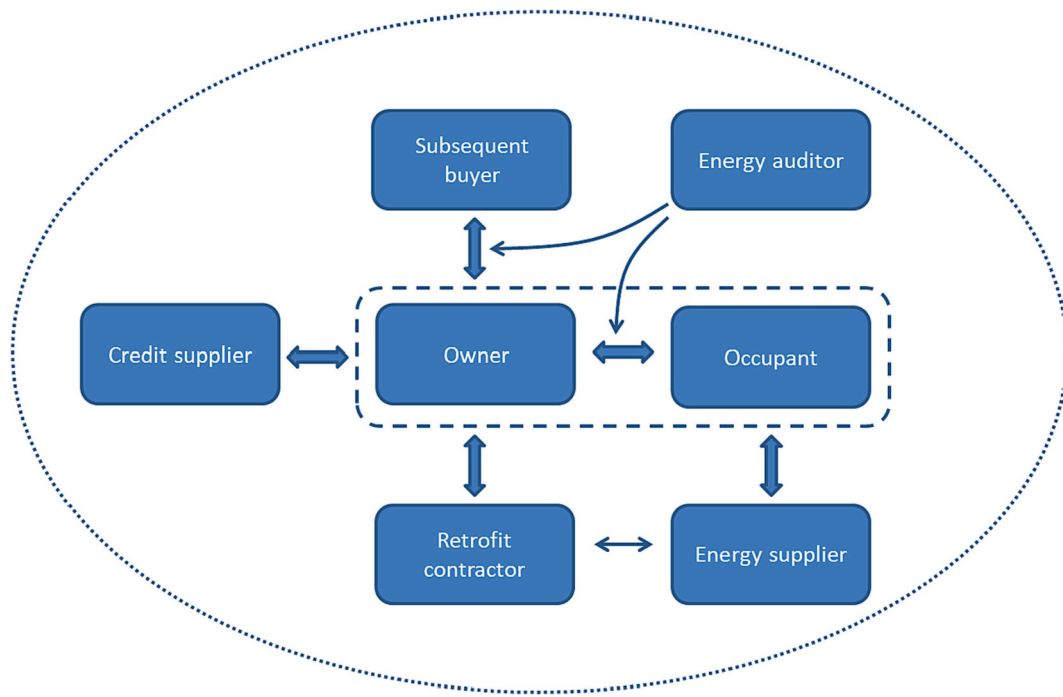 Subsequent
buyer
Energy auditor
Credit supplier
Owner
Occupant
Retrofit
contractor
Energy supplier